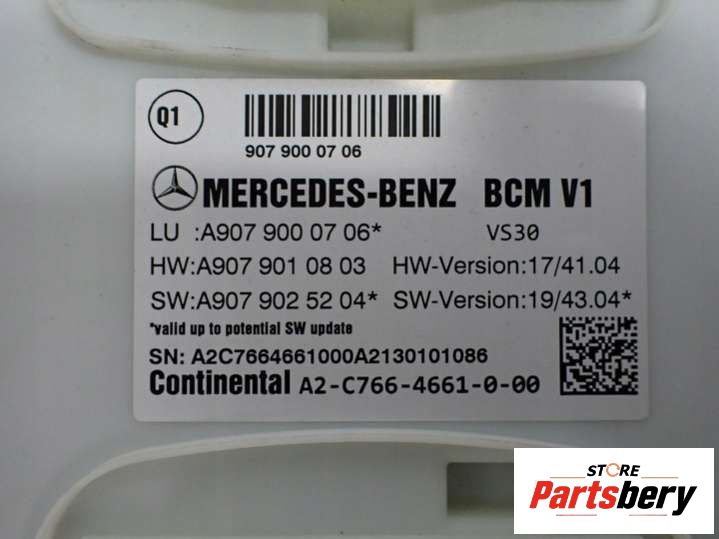 Q1
907 900 07 06
MERCEDES-BENZ BCM V1
LU :A907 900 07 06* VS30
HW:A907 901 08 03 HW-Version:17/41.04
SW:A907 902 52 04* SW-Version:19/43.04*
*valid up to potential SW update
SN: A2C7664661000A2130101086
Continental A2-C766-4661-0-00
STORE
Partsbery